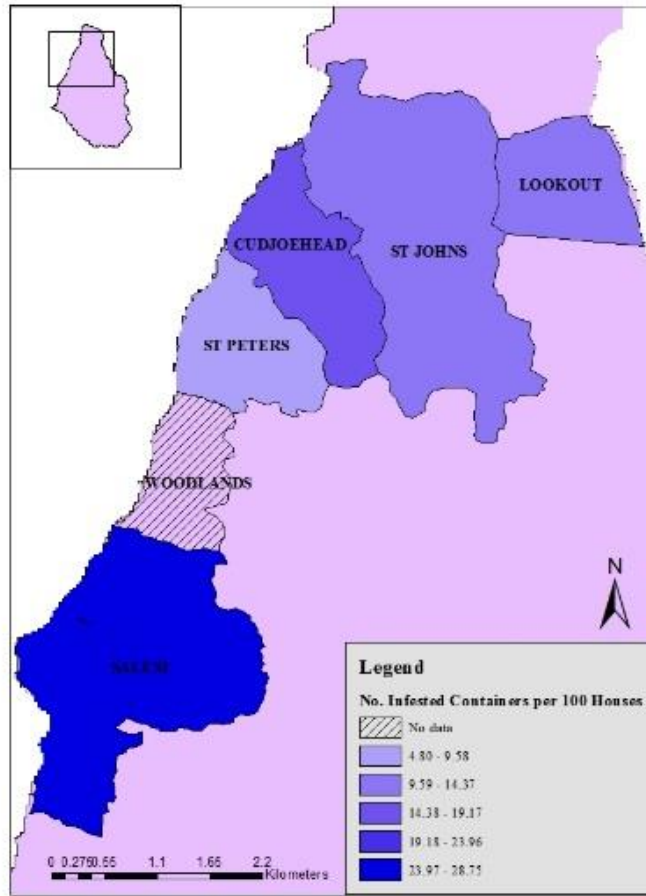 LOOKOUT
CUDJOEHEAD
ST JOHNS
ST PETERS
WOODLANDS
SALEM
N
Legend
No. Infested Containers per 100 Houses
No data
4.80 - 9.58
9.59 - 14.37
14.38 - 19.17
19.18 - 23.96
23.97 - 28.75
0 0.275 0.55 1.1 1.65 2.2
Kilometers